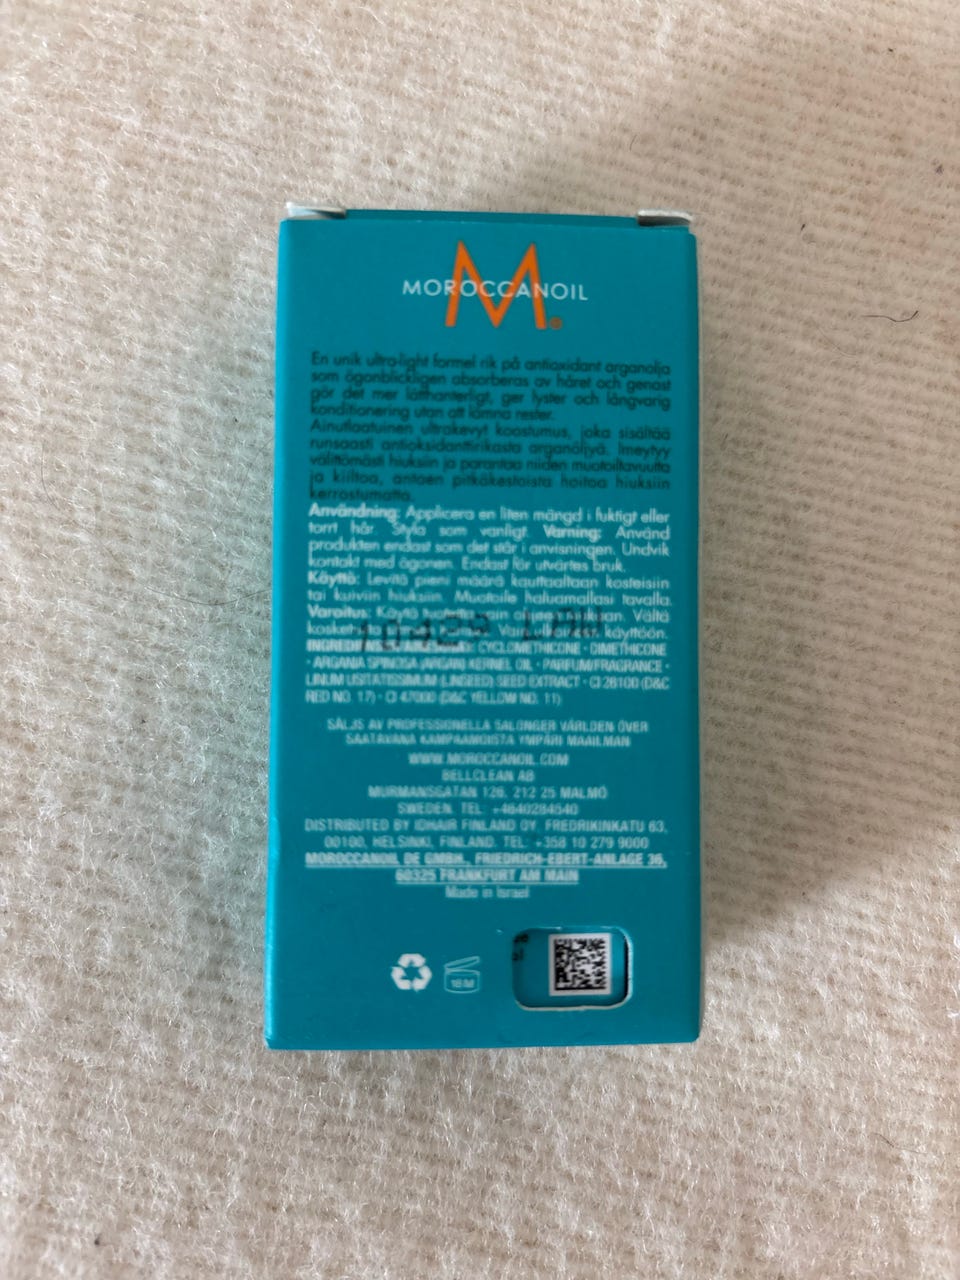 MOROCCANOIL
M®
En unik ultra-light formel rik på antioxidant arganolja
som ögonblickligen absorberas av håret och genast
gör det mer lätthanterligt, ger lyster och långvarig
konditionering utan att lämna rester.
Ainutlaatuinen ultrakevyt koostumus, joka sisältää
runsaasti antioksidanttirikasta arganöljyä. Imeytyy
välittömästi hiuksiin ja parantaa niiden muotoiltavuutta
ja kiiltoa, antaen pitkäkestoista hoitoa hiuksiin
kerrostumatta.
Användning: Applicera en liten mängd i fuktigt eller
torrt hår. Styla som vanligt. Varning: Använd
produkten endast som det står i anvisningen. Undvik
kontakt med ögonen. Endast för utvärtes bruk.
Käyttö: Levitä pieni määrä kauttaaltaan kosteisiin
tai kuiviin hiuksiin. Muotoile haluamallasi tavalla.
Varoitus: Käytä tuotetta vain Vältä
käyttöön.
CYCLOMETHICONE · DIMETHICONE
· ARGANIA SPINOSA (ARGAN) KERNEL OIL · PARFUM/FRAGRANCE ·
LINUM USITATISSIMUM (LINSEED) SEED EXTRACT · CI 26100 (D&C
RED NO. 17) · CI 47000 (D&C YELLOW NO. 11)
SÄLJS AV PROFESSIONELLA SALONGER VÄRLDEN ÖVER
SAATAVANA KAMPAAMOISTA YMPÄRI MAAILMAN
WWW.MOROCCANOIL.COM
BELLCLEAN AB
MURMANSGATAN 126, 212 25 MALMÖ
SWEDEN. TEL: +4640284540
DISTRIBUTED BY IDHAIR FINLAND OY, FREDRIKINKATU 63,
00100, HELSINKI, FINLAND. TEL: +358 10 279 9000
MOROCCANOIL DE GMBH., FRIEDRICH-EBERT-ANLAGE 36,
60325 FRANKFURT AM MAIN
Made in Israel
18 M